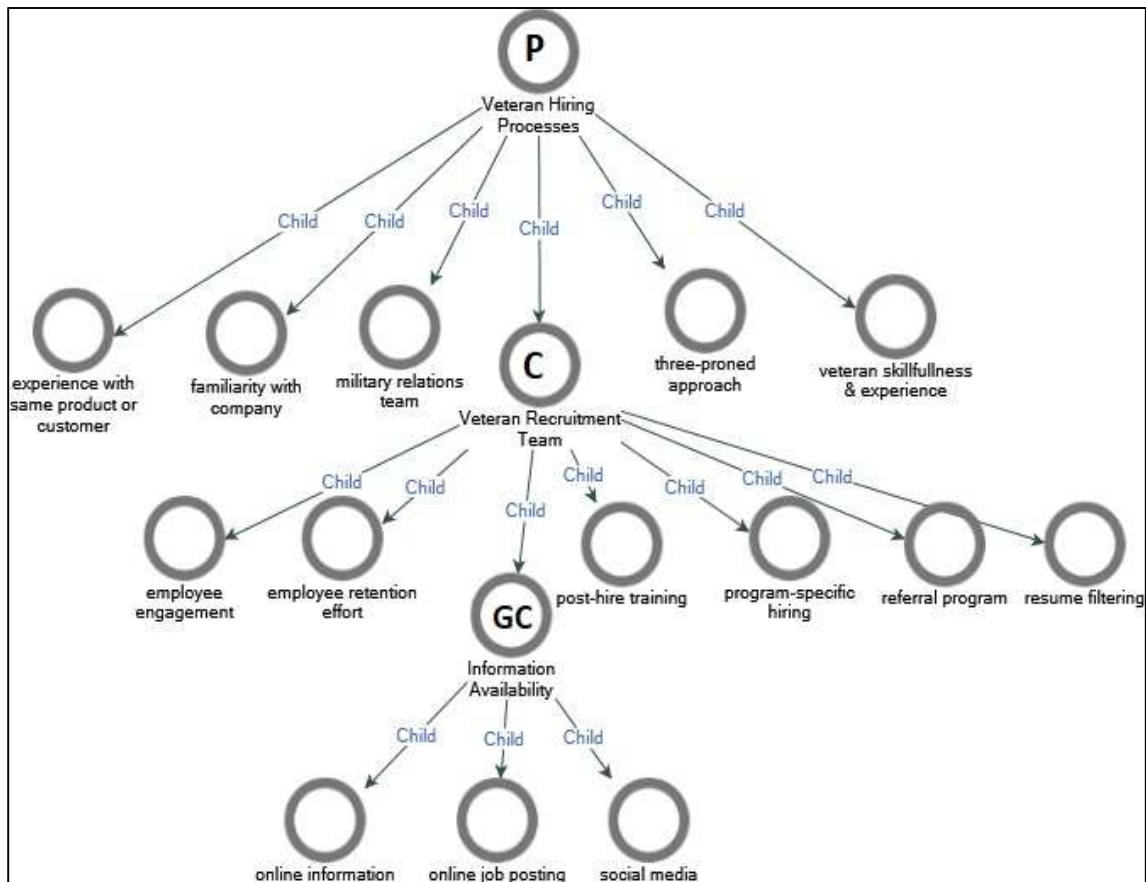 P
Veteran Hiring
Processes
Child
Child
Child
Child
Child
Child
experience with
same product or
customer
familiarity with
company
military relations
team
C
three-proned
approach
veteran skillfullness
& experience
Veteran Recruitment
Team
Child
Child
Child
Child
Child
Child
Child
employee
engagement
employee retention
effort
GC
post-hire training
program-specific
hiring
referral program
resume filtering
Information
Availability
Child
Child
Child
online information
online job posting
social media